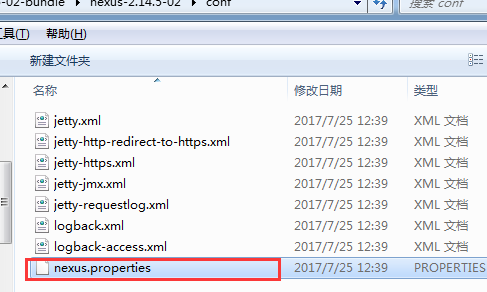 -02-bundle ▸ nexus-2.14.5-02 ▸ conf 搜索 conf
工具(T) 帮助(H)
新建文件夹
名称 修改日期 类型
jetty.xml 2017/7/25 12:39 XML 文档
jetty-http-redirect-to-https.xml 2017/7/25 12:39 XML 文档
jetty-https.xml 2017/7/25 12:39 XML 文档
jetty-jmx.xml 2017/7/25 12:39 XML 文档
jetty-requestlog.xml 2017/7/25 12:39 XML 文档
logback.xml 2017/7/25 12:39 XML 文档
logback-access.xml 2017/7/25 12:39 XML 文档
nexus.properties 2017/7/25 12:39 PROPERTIES